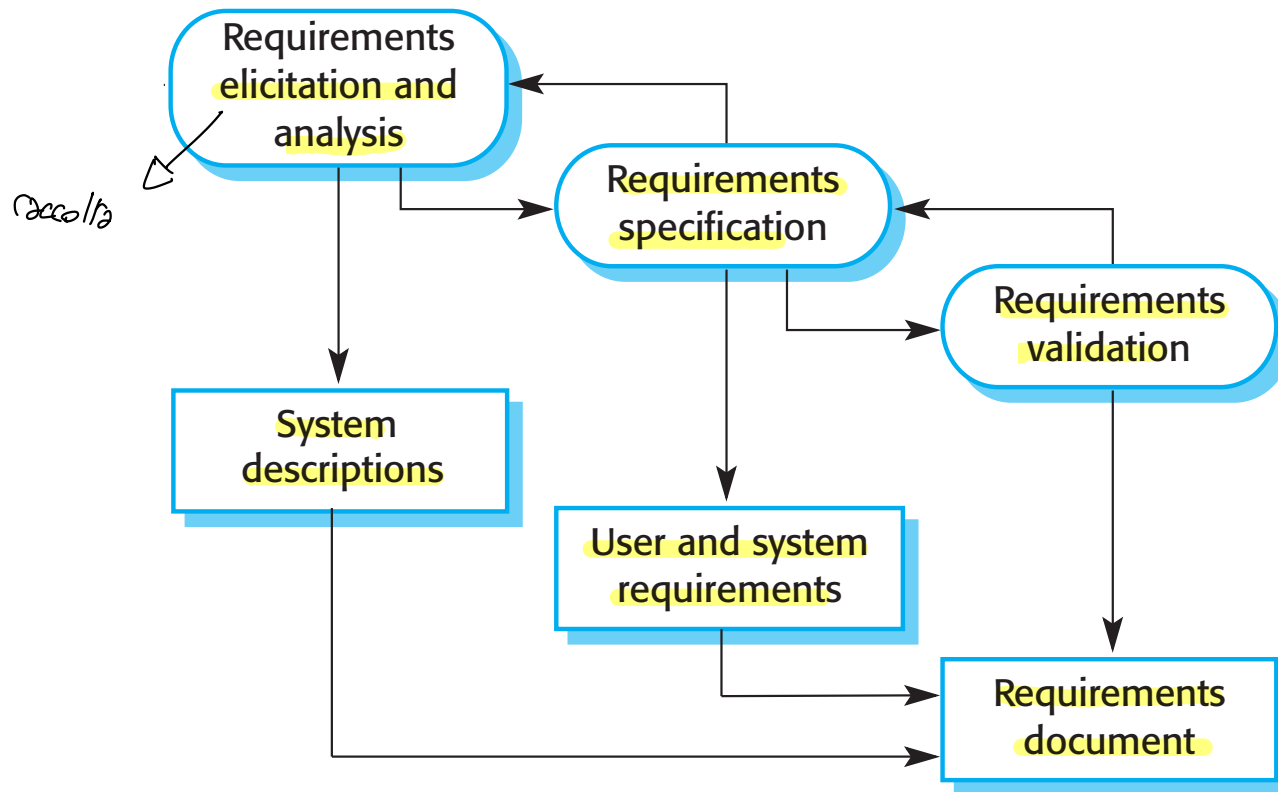 Requirements
elicitation and
analysis
raccolta
Requirements
specification
Requirements
validation
System
descriptions
User and system
requirements
Requirements
document